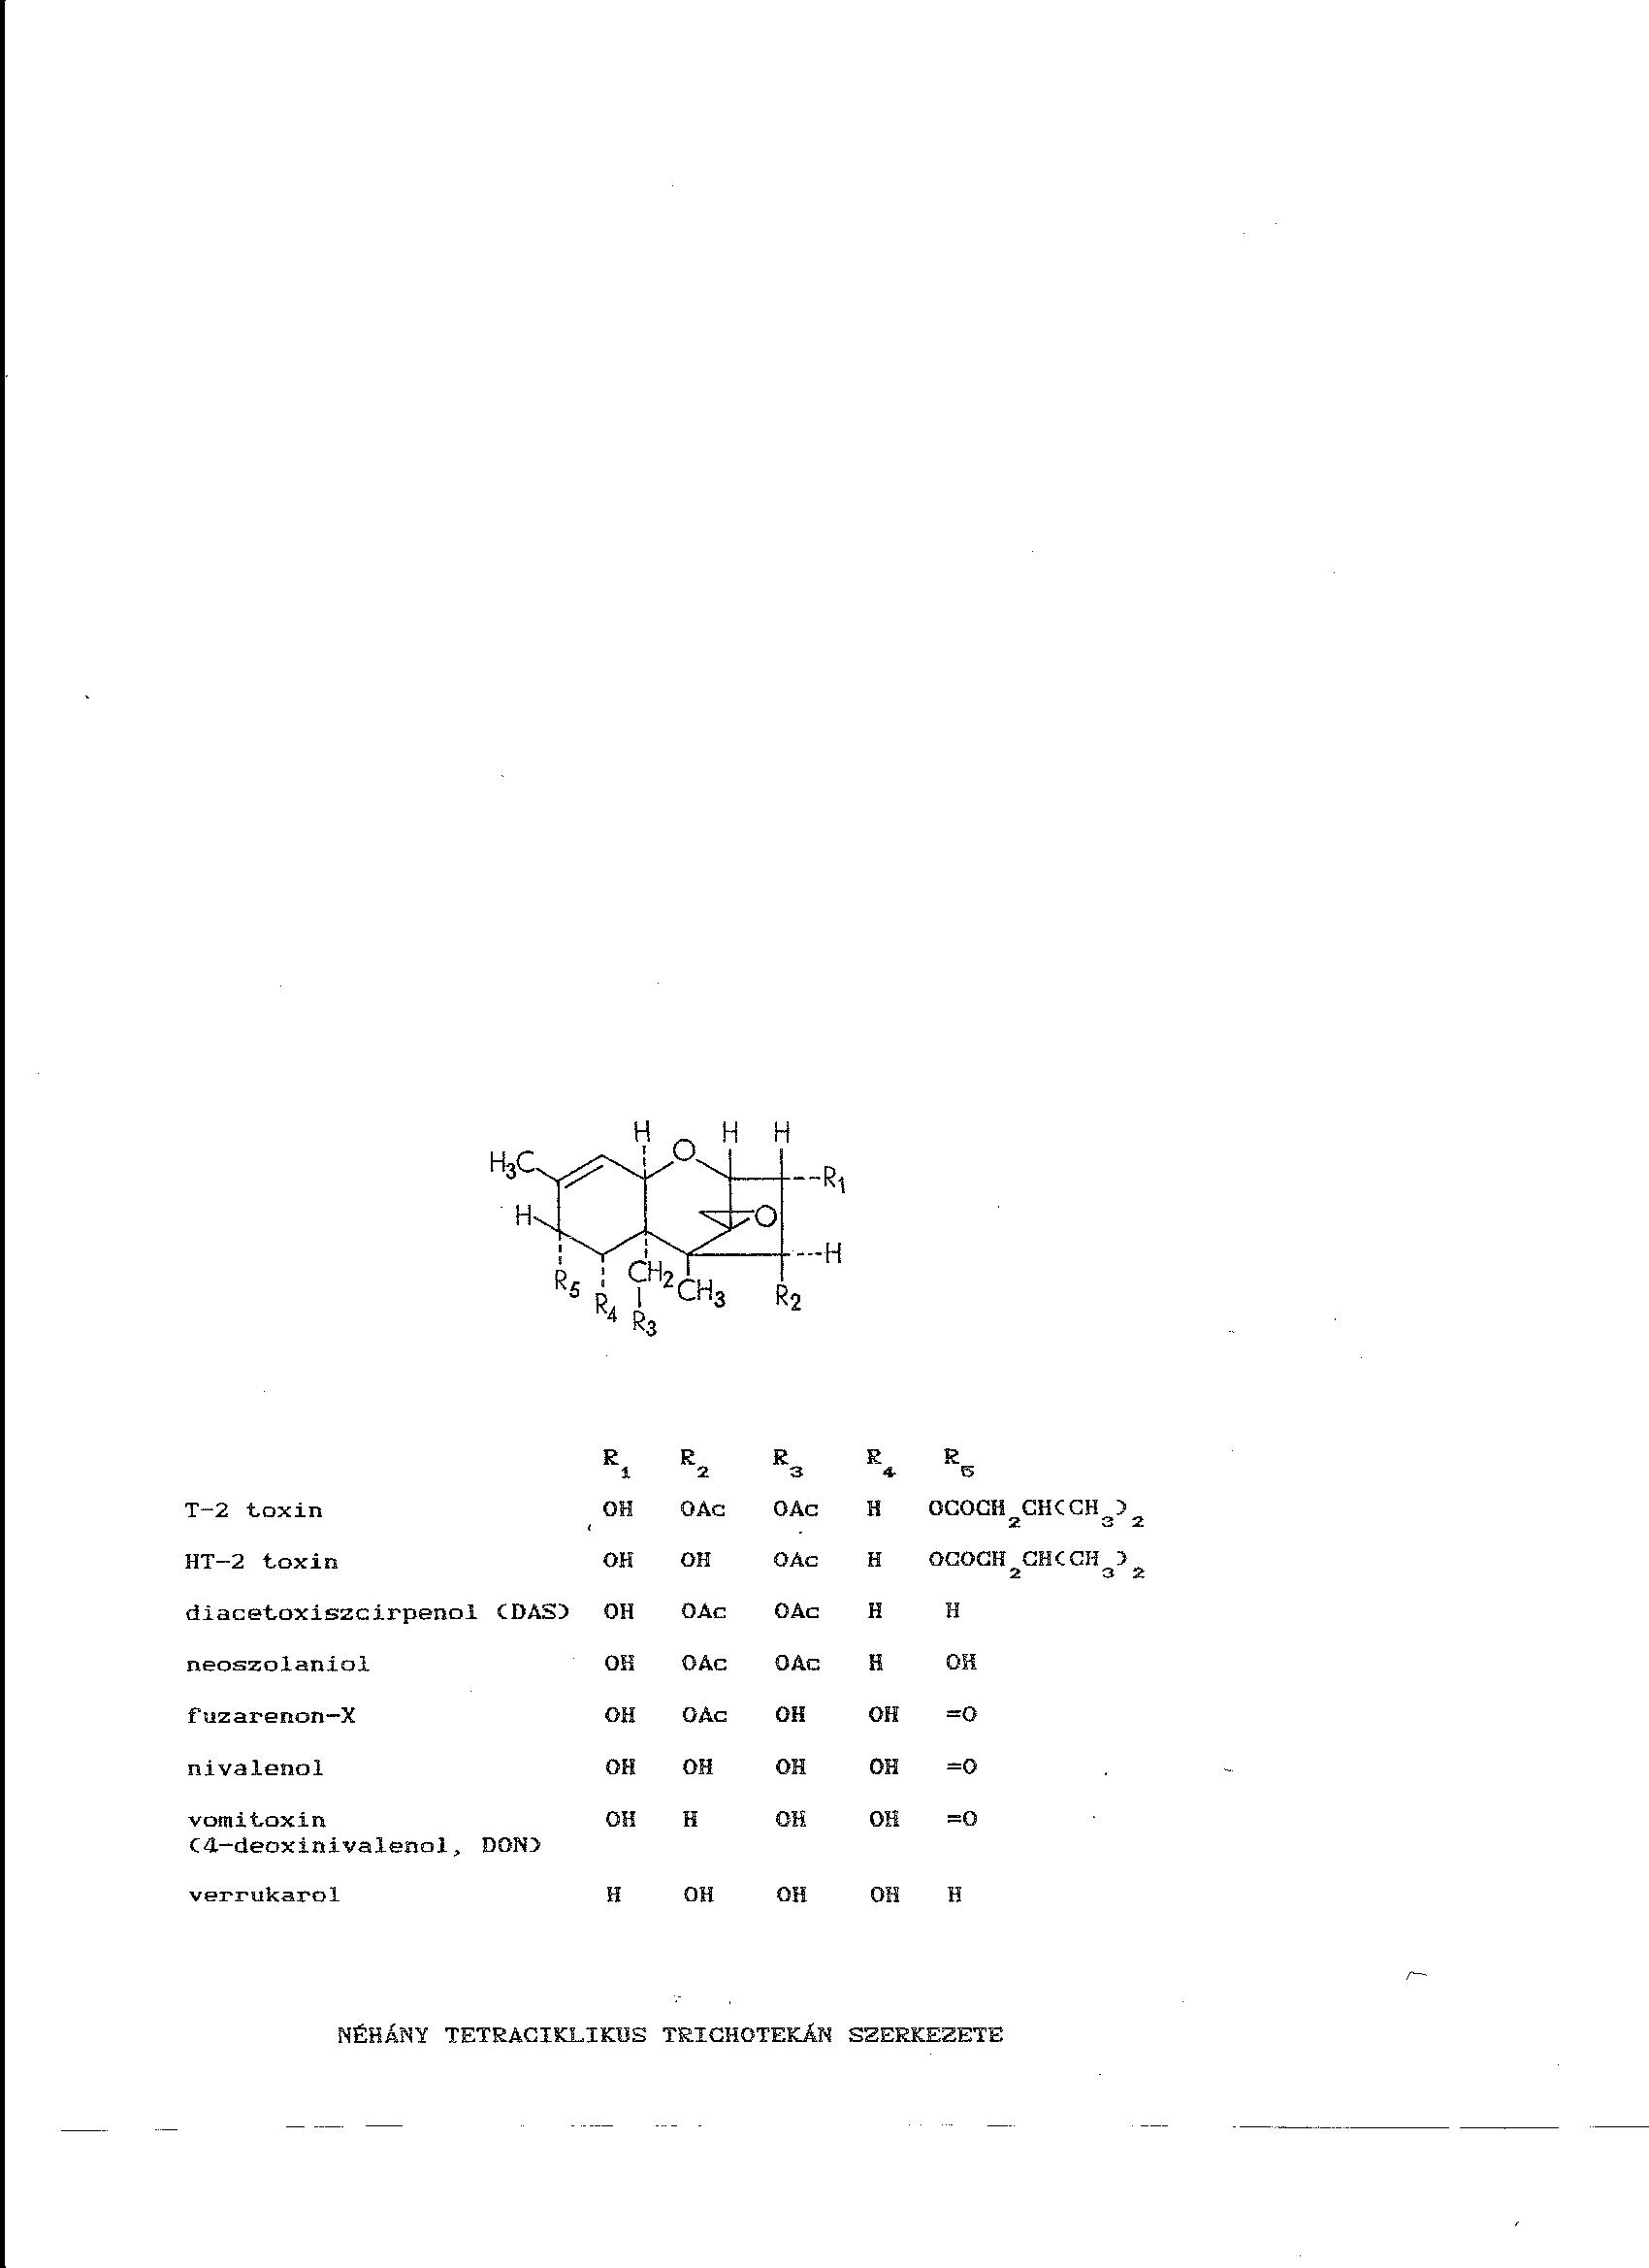 H O H H
H₃C R₁
H O
H
R₅ CH₂ CH₃ R₂
R₄ R₃
R₁ R₂ R₃ R₄ R₅
T-2 toxin OH OAc OAc H OCOCH₂CH(CH₃)₂
HT-2 toxin OH OH OAc H OCOCH₂CH(CH₃)₂
diacetoxiszcirpenol (DAS) OH OAc OAc H H
neoszolaniol OH OAc OAc H OH
fuzarenon-X OH OAc OH OH =O
nivalenol OH OH OH OH =O
vomitoxin OH H OH OH =O
(4-deoxinivalenol, DON)
verrukarol H OH OH OH H
NÉHÁNY TETRACIKLIKUS TRICHOTEKÁN SZERKEZETE